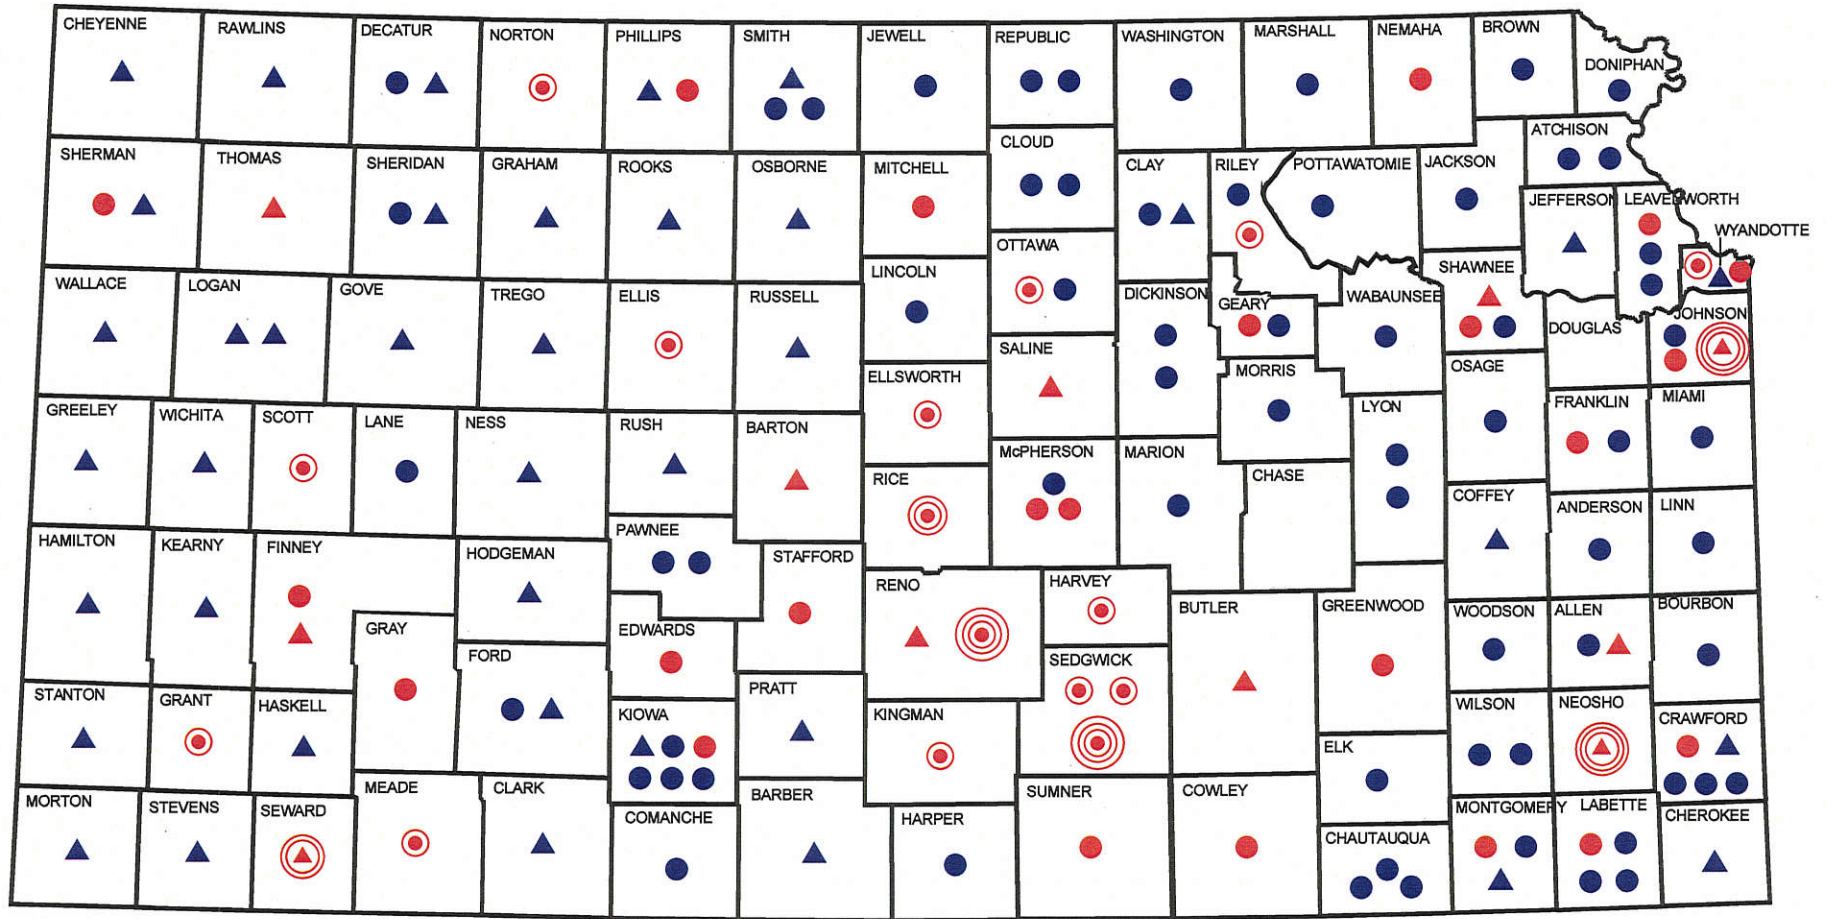 CHEYENNE
RAWLINS
DECATUR
NORTON
PHILLIPS
SMITH
JEWELL
REPUBLIC
WASHINGTON
MARSHALL
NEMAHA
BROWN
DONIPHAN
SHERMAN
THOMAS
SHERIDAN
GRAHAM
ROOKS
OSBORNE
MITCHELL
CLOUD
CLAY
RILEY
POTTAWATOMIE
JACKSON
ATCHISON
JEFFERSON
LEAVENWORTH
WYANDOTTE
WALLACE
LOGAN
GOVE
TREGO
ELLIS
RUSSELL
LINCOLN
OTTAWA
DICKINSON
GEARY
WABAUNSEE
SHAWNEE
DOUGLAS
JOHNSON
SALINE
ELLSWORTH
MORRIS
OSAGE
GREELEY
WICHITA
SCOTT
LANE
NESS
RUSH
BARTON
RICE
McPHERSON
MARION
CHASE
LYON
FRANKLIN
MIAMI
HAMILTON
KEARNY
FINNEY
HODGEMAN
PAWNEE
STAFFORD
COFFEY
ANDERSON
LINN
GRAY
FORD
EDWARDS
RENO
HARVEY
BUTLER
GREENWOOD
WOODSON
ALLEN
BOURBON
STANTON
GRANT
HASKELL
KIOWA
PRATT
KINGMAN
SEDGWICK
ELK
WILSON
NEOSHO
CRAWFORD
MORTON
STEVENS
SEWARD
MEADE
CLARK
COMANCHE
BARBER
HARPER
SUMNER
COWLEY
CHAUTAUQUA
MONTGOMERY
LABETTE
CHEROKEE